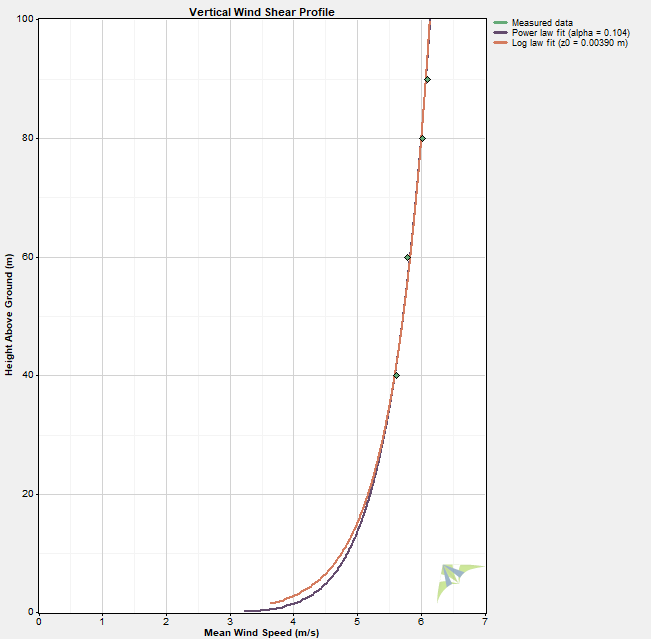 Vertical Wind Shear Profile
Measured data
Power law fit (alpha = 0.104)
Log law fit (z0 = 0.00390 m)
Height Above Ground (m)
100
80
60
40
20
0
0 1 2 3 4 5 6 7
Mean Wind Speed (m/s)